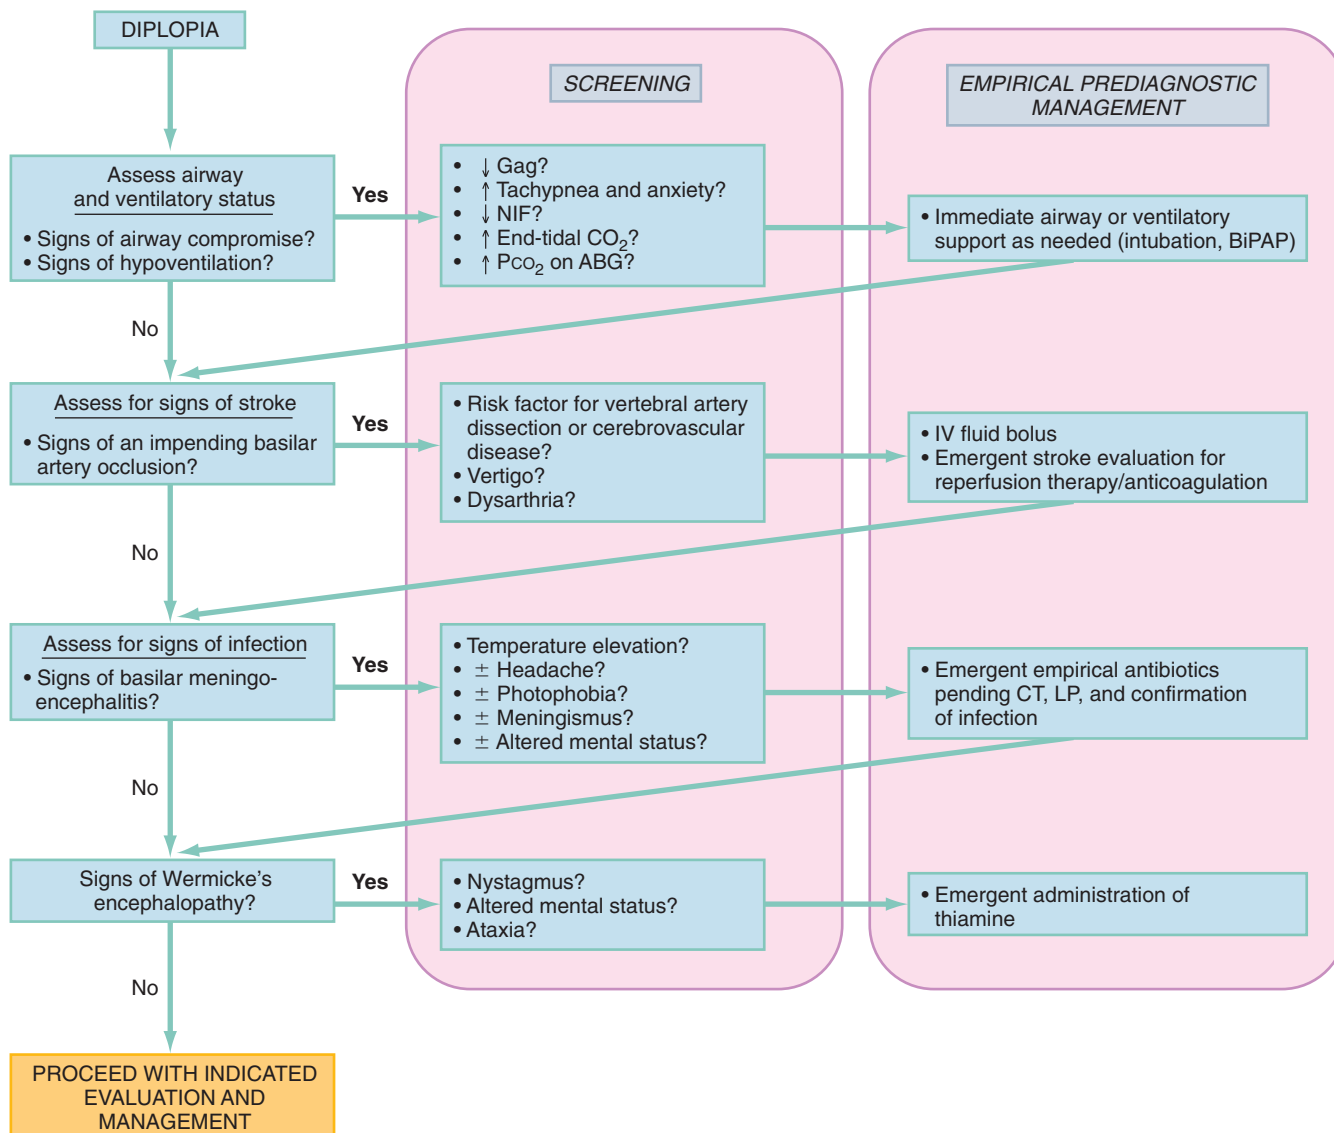 DIPLOPIA
SCREENING
EMPIRICAL PREDIAGNOSTIC
MANAGEMENT
Assess airway
and ventilatory status
• Signs of airway compromise?
• Signs of hypoventilation?
Yes
• ↓ Gag?
• ↑ Tachypnea and anxiety?
• ↓ NIF?
• ↑ End-tidal CO2?
• ↑ PCO2 on ABG?
• Immediate airway or ventilatory
support as needed (intubation, BiPAP)
No
Assess for signs of stroke
• Signs of an impending basilar
artery occlusion?
Yes
• Risk factor for vertebral artery
dissection or cerebrovascular
disease?
• Vertigo?
• Dysarthria?
• IV fluid bolus
• Emergent stroke evaluation for
reperfusion therapy/anticoagulation
No
Assess for signs of infection
• Signs of basilar meningo-
encephalitis?
Yes
• Temperature elevation?
• ± Headache?
• ± Photophobia?
• ± Meningismus?
• ± Altered mental status?
• Emergent empirical antibiotics
pending CT, LP, and confirmation
of infection
No
Signs of Wermicke's
encephalopathy?
Yes
• Nystagmus?
• Altered mental status?
• Ataxia?
• Emergent administration of
thiamine
No
PROCEED WITH INDICATED
EVALUATION AND
MANAGEMENT